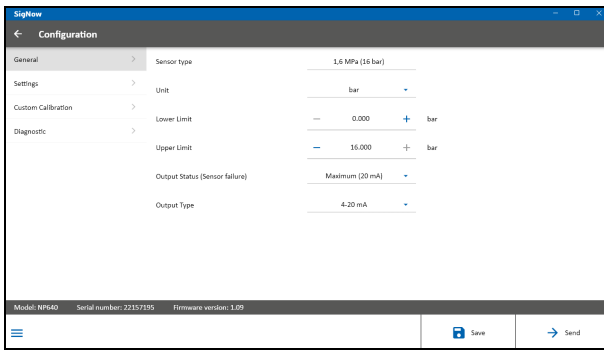 SigNow
Configuration
General
Settings
Custom Calibration
Diagnostic
Sensor type 1,6 MPa (16 bar)
Unit bar
Lower Limit — 0.000 + bar
Upper Limit — 16.000 + bar
Output Status (Sensor failure) Maximum (20 mA)
Output Type 4-20 mA
Model: NP640 Serial number: 22157195 Firmware version: 1.09
Save Send